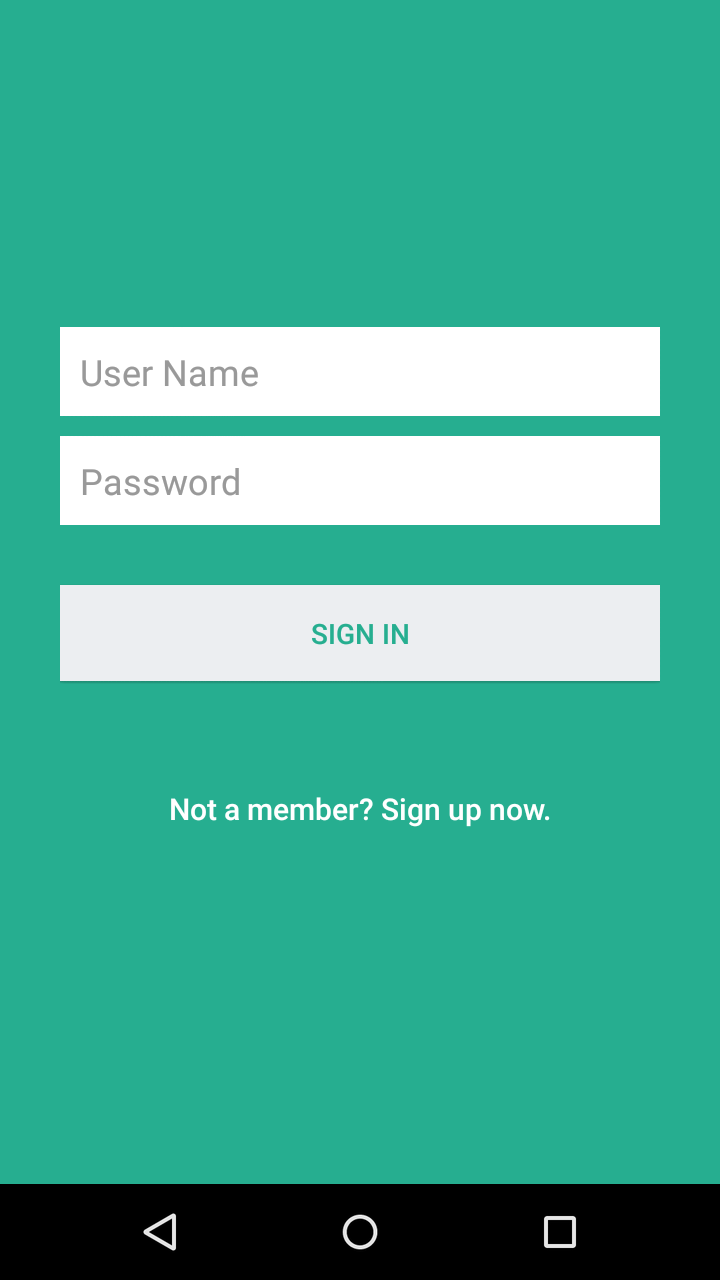 User Name
Password
SIGN IN
Not a member? Sign up now.